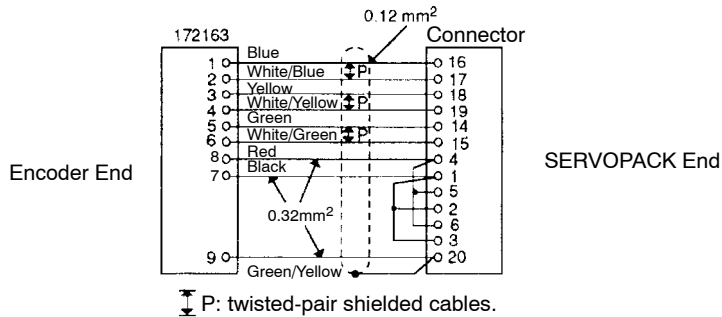 0.12 mm²
172163 Connector
Blue
1 16
White/Blue P
2 17
Yellow
3 18
White/Yellow P
4 19
Green
5 14
White/Green P
6 15
Red
8 4
Black
7 1
Encoder End SERVOPACK End
5
0.32mm² 2
6
3
9 20
Green/Yellow
P: twisted-pair shielded cables.